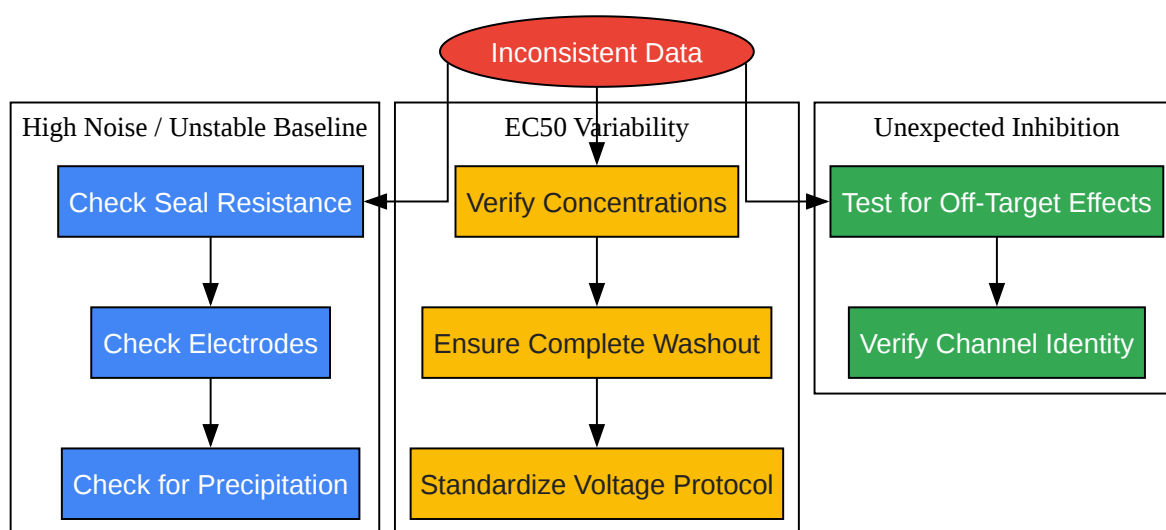 Inconsistent Data
High Noise / Unstable Baseline
Check Seal Resistance
Check Electrodes
Check for Precipitation
EC50 Variability
Verify Concentrations
Ensure Complete Washout
Standardize Voltage Protocol
Unexpected Inhibition
Test for Off-Target Effects
Verify Channel Identity